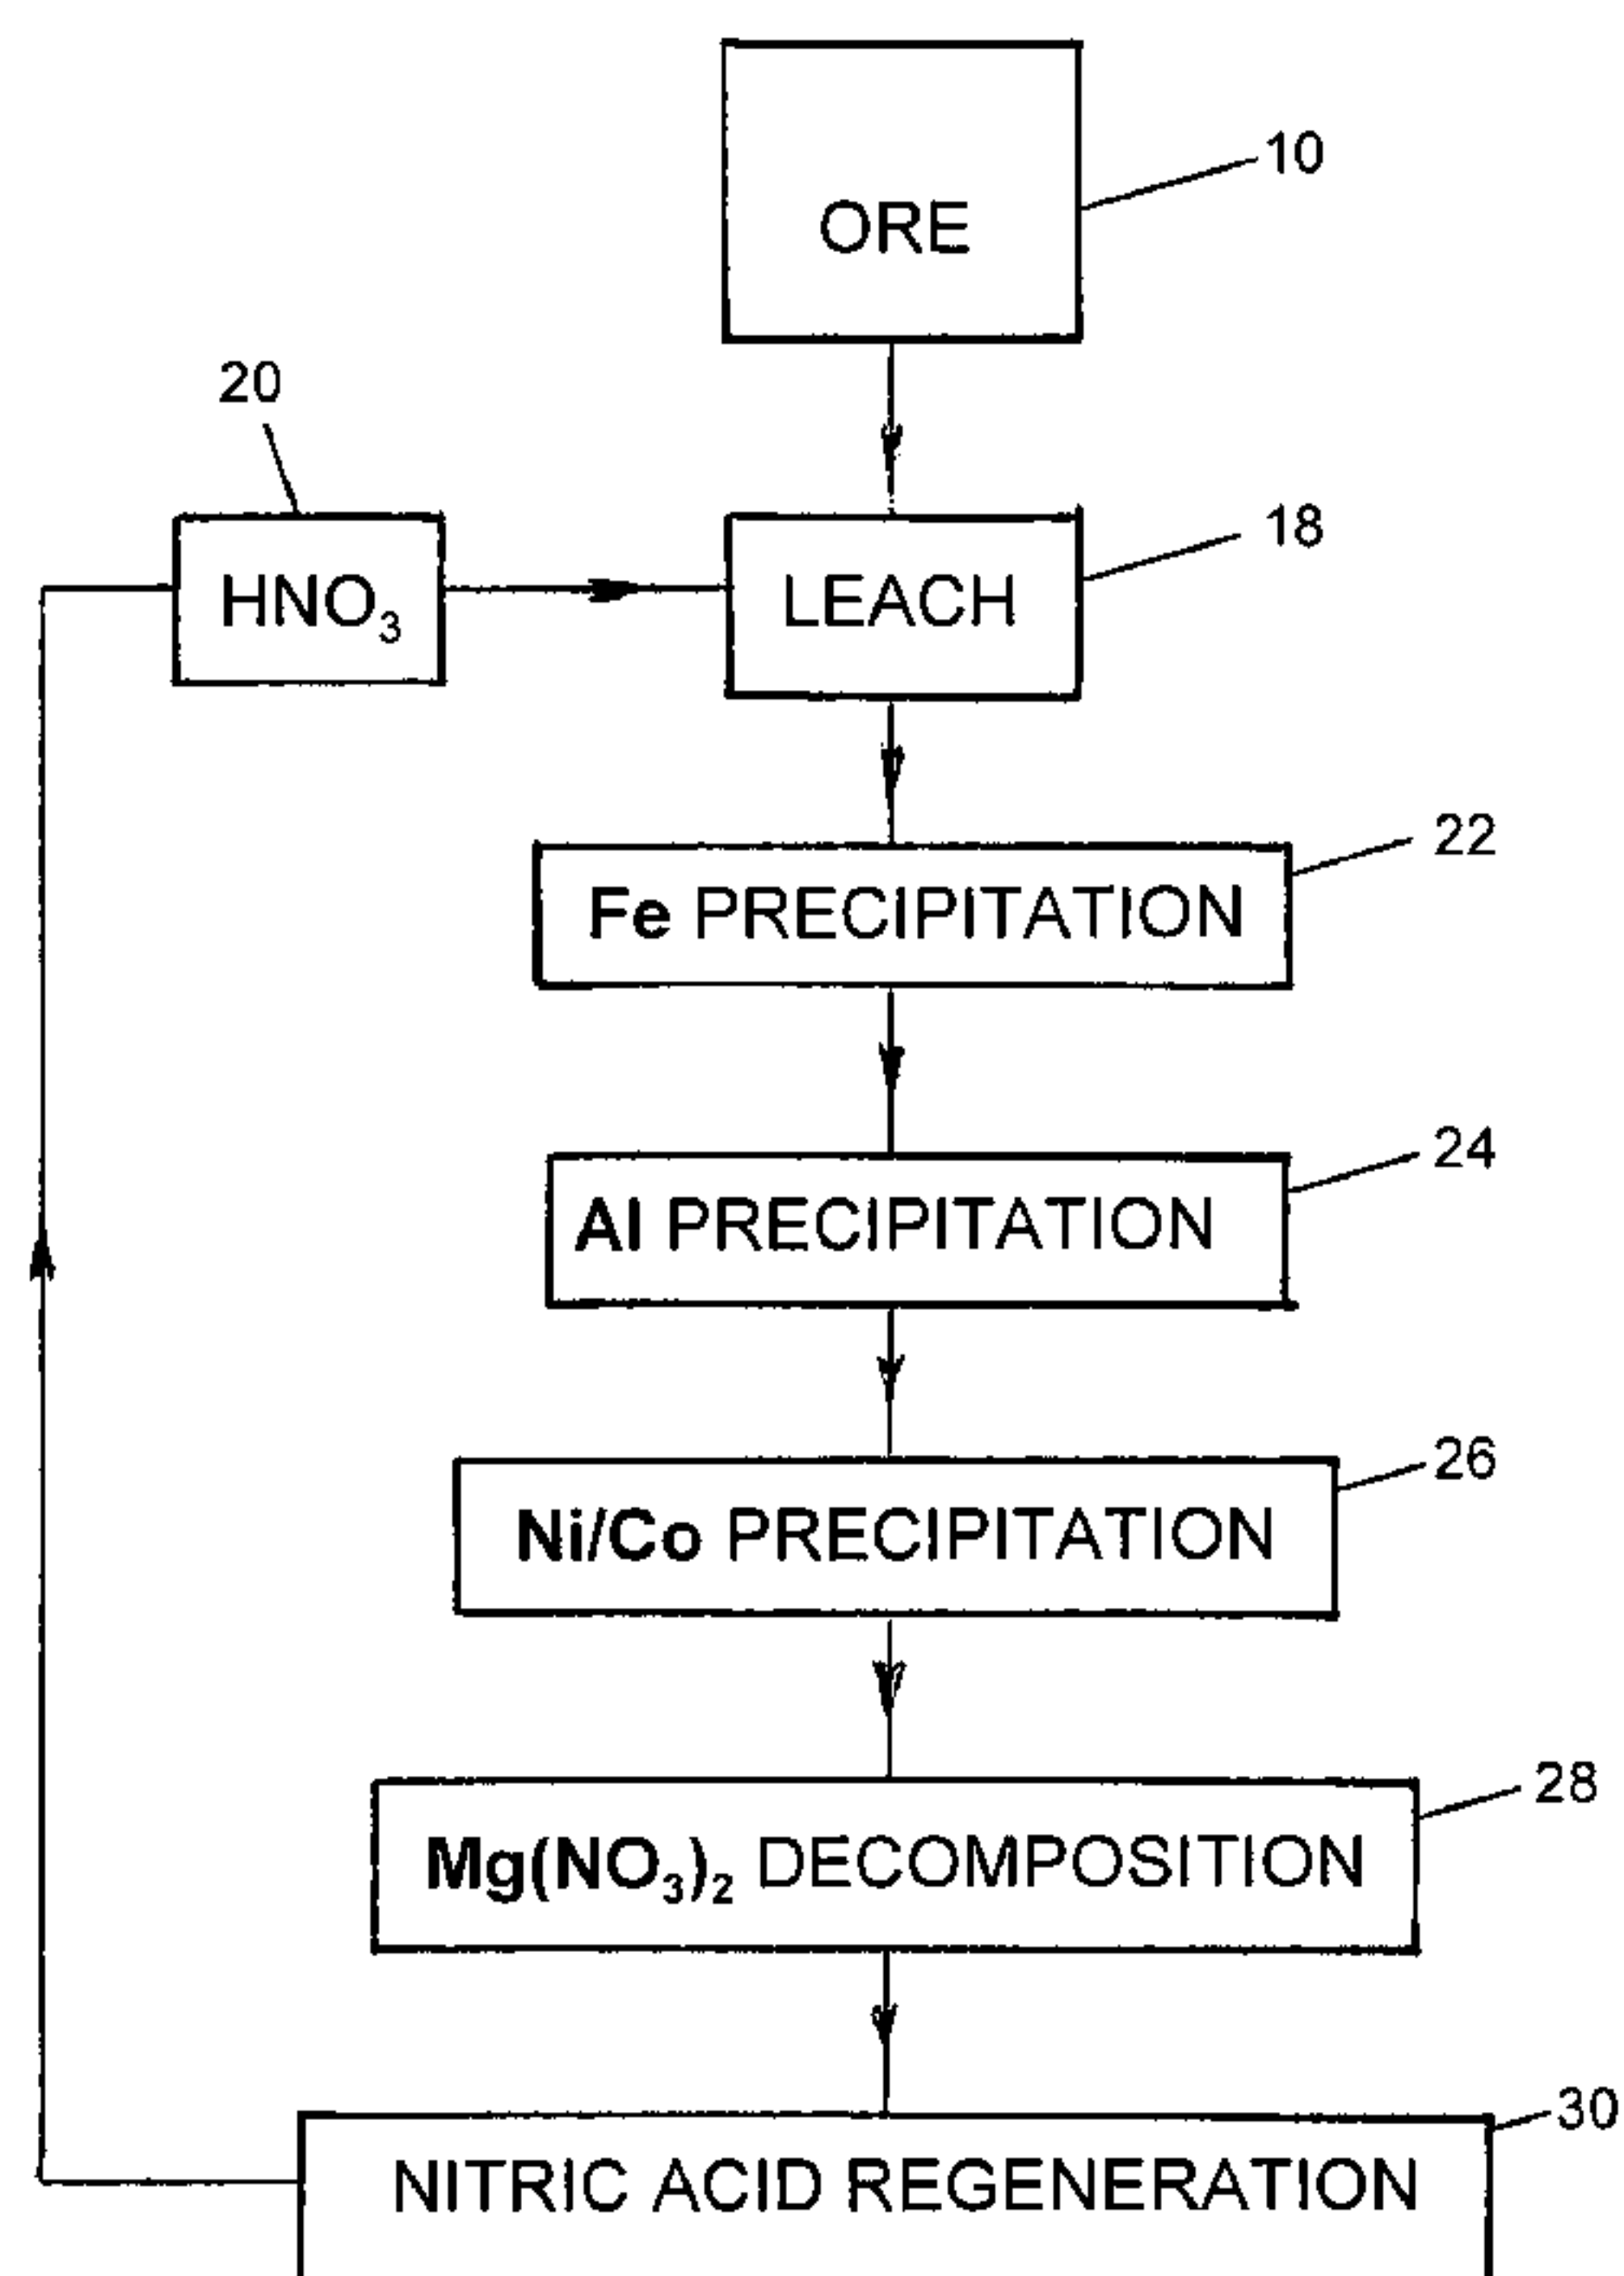 10
ORE
20
18
HNO₃
LEACH
22
Fe PRECIPITATION
24
Al PRECIPITATION
26
Ni/Co PRECIPITATION
28
Mg(NO₃)₂ DECOMPOSITION
30
NITRIC ACID REGENERATION